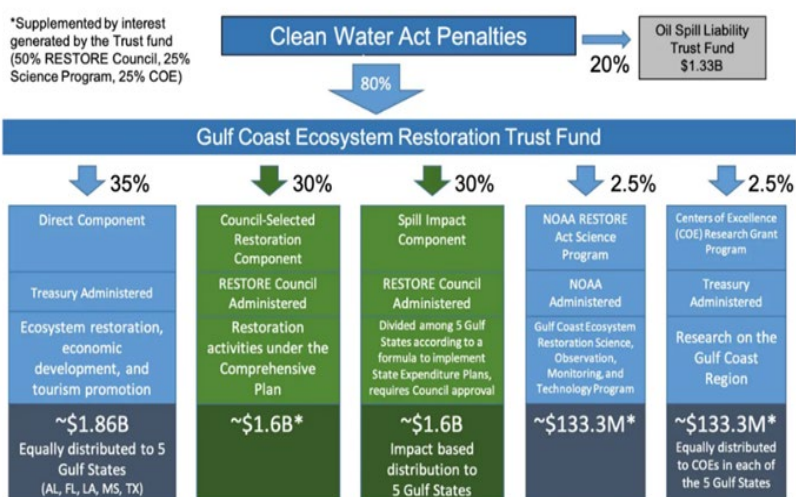 *Supplemented by interest
generated by the Trust fund
(50% RESTORE Council, 25%
Science Program, 25% COE)
Clean Water Act Penalties
20%
Oil Spill Liability
Trust Fund
$1.33B
80%
Gulf Coast Ecosystem Restoration Trust Fund
35%
Direct Component
Treasury Administered
Ecosystem restoration,
economic
development, and
tourism promotion
~$1.86B
Equally distributed to 5
Gulf States
(AL, FL, LA, MS, TX)
30%
Council-Selected
Restoration
Component
RESTORE Council
Administered
Restoration
activities under the
Comprehensive
Plan
~$1.6B*
30%
Spill Impact
Component
RESTORE Council
Administered
Divided among 5 Gulf
States according to a
formula to implement
State Expenditure Plans,
requires Council approval
~$1.6B
Impact based
distribution to
5 Gulf States
2.5%
NOAA RESTORE
Act Science
Program
NOAA
Administered
Gulf Coast Ecosystem
Restoration Science,
Observation,
Monitoring, and
Technology Program
~$133.3M*
2.5%
Centers of Excellence
(COE) Research Grant
Program
Treasury
Administered
Research on the
Gulf Coast
Region
~$133.3M*
Equally distributed
to COEs in each of
the 5 Gulf States